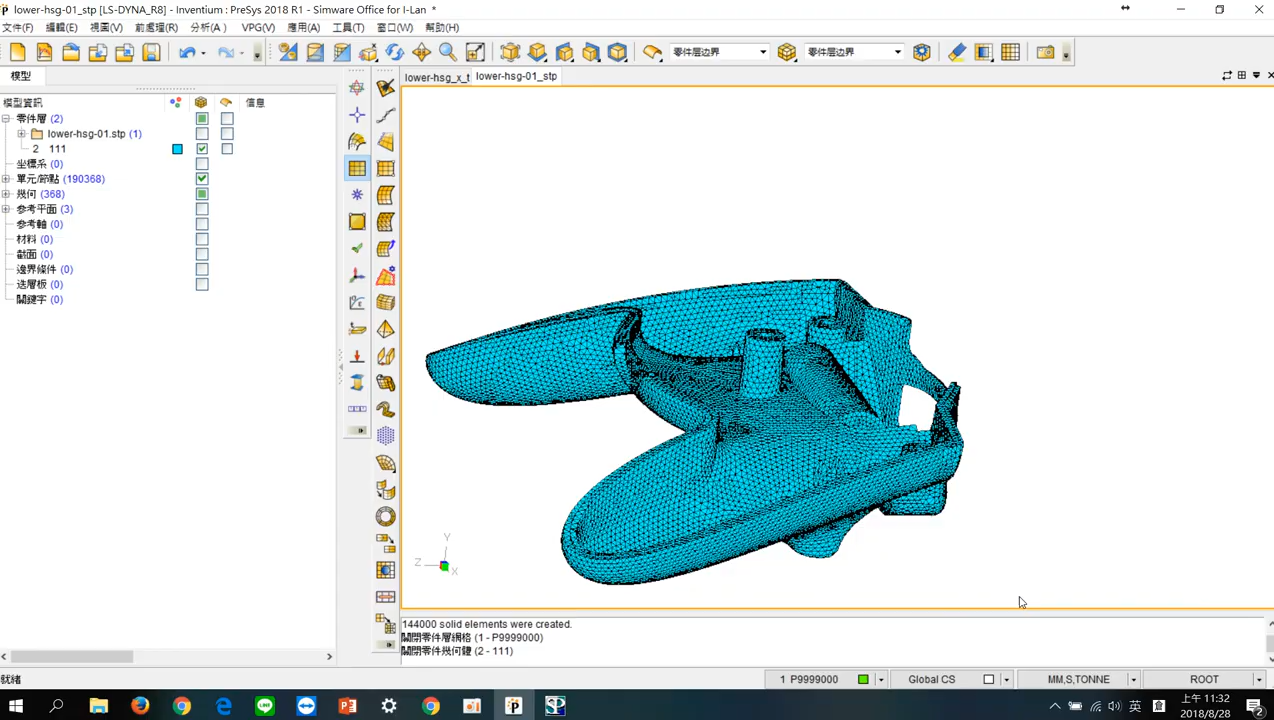 lower-hsg-01_stp [LS-DYNA_R8] - Inventium : PreSys 2018 R1 - Simware Office for I-Lan *
文件(F) 編輯(E) 視圖(V) 前處理(R) 分析(A) VPG(V) 應用(A) 工具(T) 窗口(W) 幫助(H)
零件层边界 零件层边界
模型
lower-hsg_x_t lower-hsg-01_stp
模型資訊 信息
零件層 (2)
lower-hsg-01.stp (1)
2 111
坐標系 (0)
單元/節點 (190368)
幾何 (368)
參考平面 (3)
參考軸 (0)
材料 (0)
截面 (0)
邊界條件 (0)
迭層板 (0)
關鍵字 (0)
Y
Z
X
144000 solid elements were created.
關閉零件層網格 (1 - P9999000)
關閉零件幾何體 (2 - 111)
就緒 1 P9999000 Global CS MM,S,TONNE ROOT
英 上午 11:32
2018/8/28 2